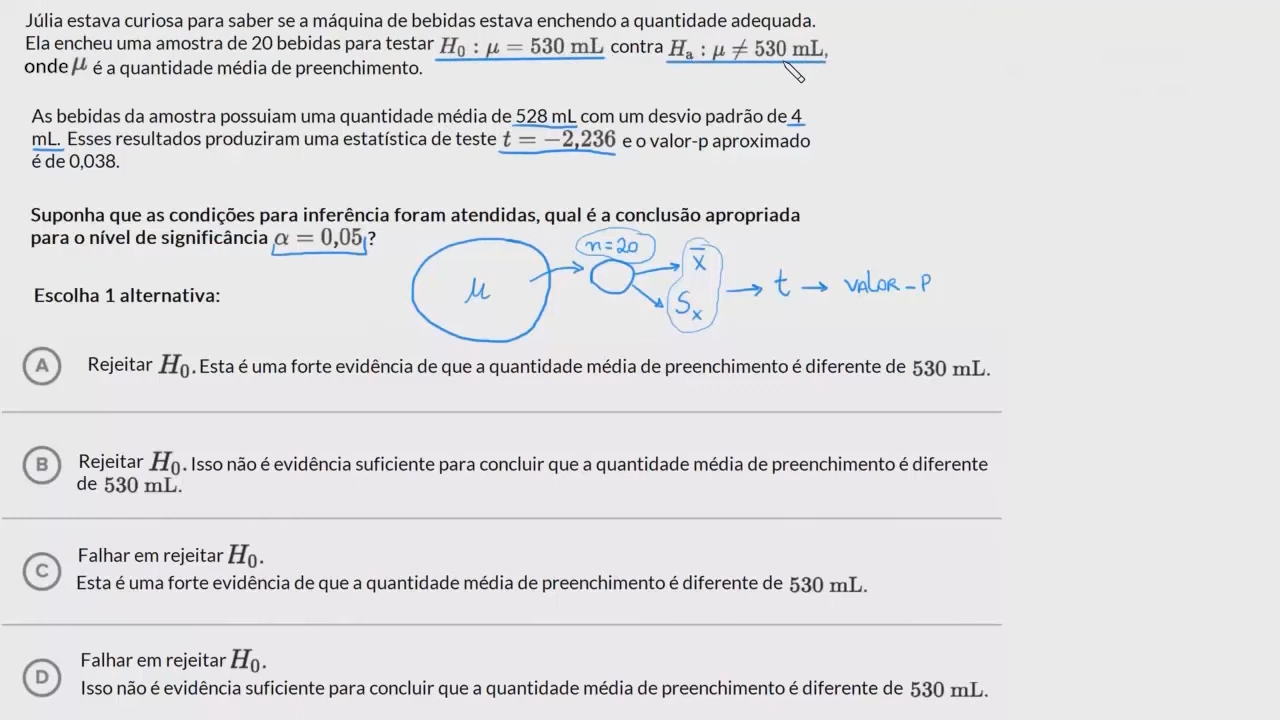 Júlia estava curiosa para saber se a máquina de bebidas estava enchendo a quantidade adequada.
Ela encheu uma amostra de 20 bebidas para testar H₀ : μ = 530 mL contra Hₐ : μ ≠ 530 mL,
onde μ é a quantidade média de preenchimento.
As bebidas da amostra possuiam uma quantidade média de 528 mL com um desvio padrão de 4
mL. Esses resultados produziram uma estatística de teste t = −2,236 e o valor-p aproximado
é de 0,038.
Suponha que as condições para inferência foram atendidas, qual é a conclusão apropriada
para o nível de significância α = 0,05 ?
μ n=20 x̄ Sₓ → t → VALOR-P
Escolha 1 alternativa:
A Rejeitar H₀. Esta é uma forte evidência de que a quantidade média de preenchimento é diferente de 530 mL.
B Rejeitar H₀. Isso não é evidência suficiente para concluir que a quantidade média de preenchimento é diferente
de 530 mL.
C Falhar em rejeitar H₀.
Esta é uma forte evidência de que a quantidade média de preenchimento é diferente de 530 mL.
D Falhar em rejeitar H₀.
Isso não é evidência suficiente para concluir que a quantidade média de preenchimento é diferente de 530 mL.